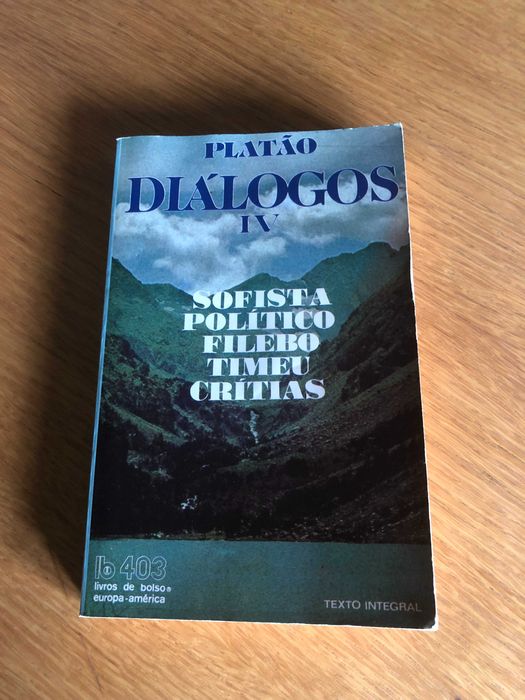 PLATÃO
DIÁLOGOS
IV
SOFISTA
POLÍTICO
FILEBO
TIMEU
CRÍTIAS
lb 403
livros de bolso®
europa-américa
TEXTO INTEGRAL